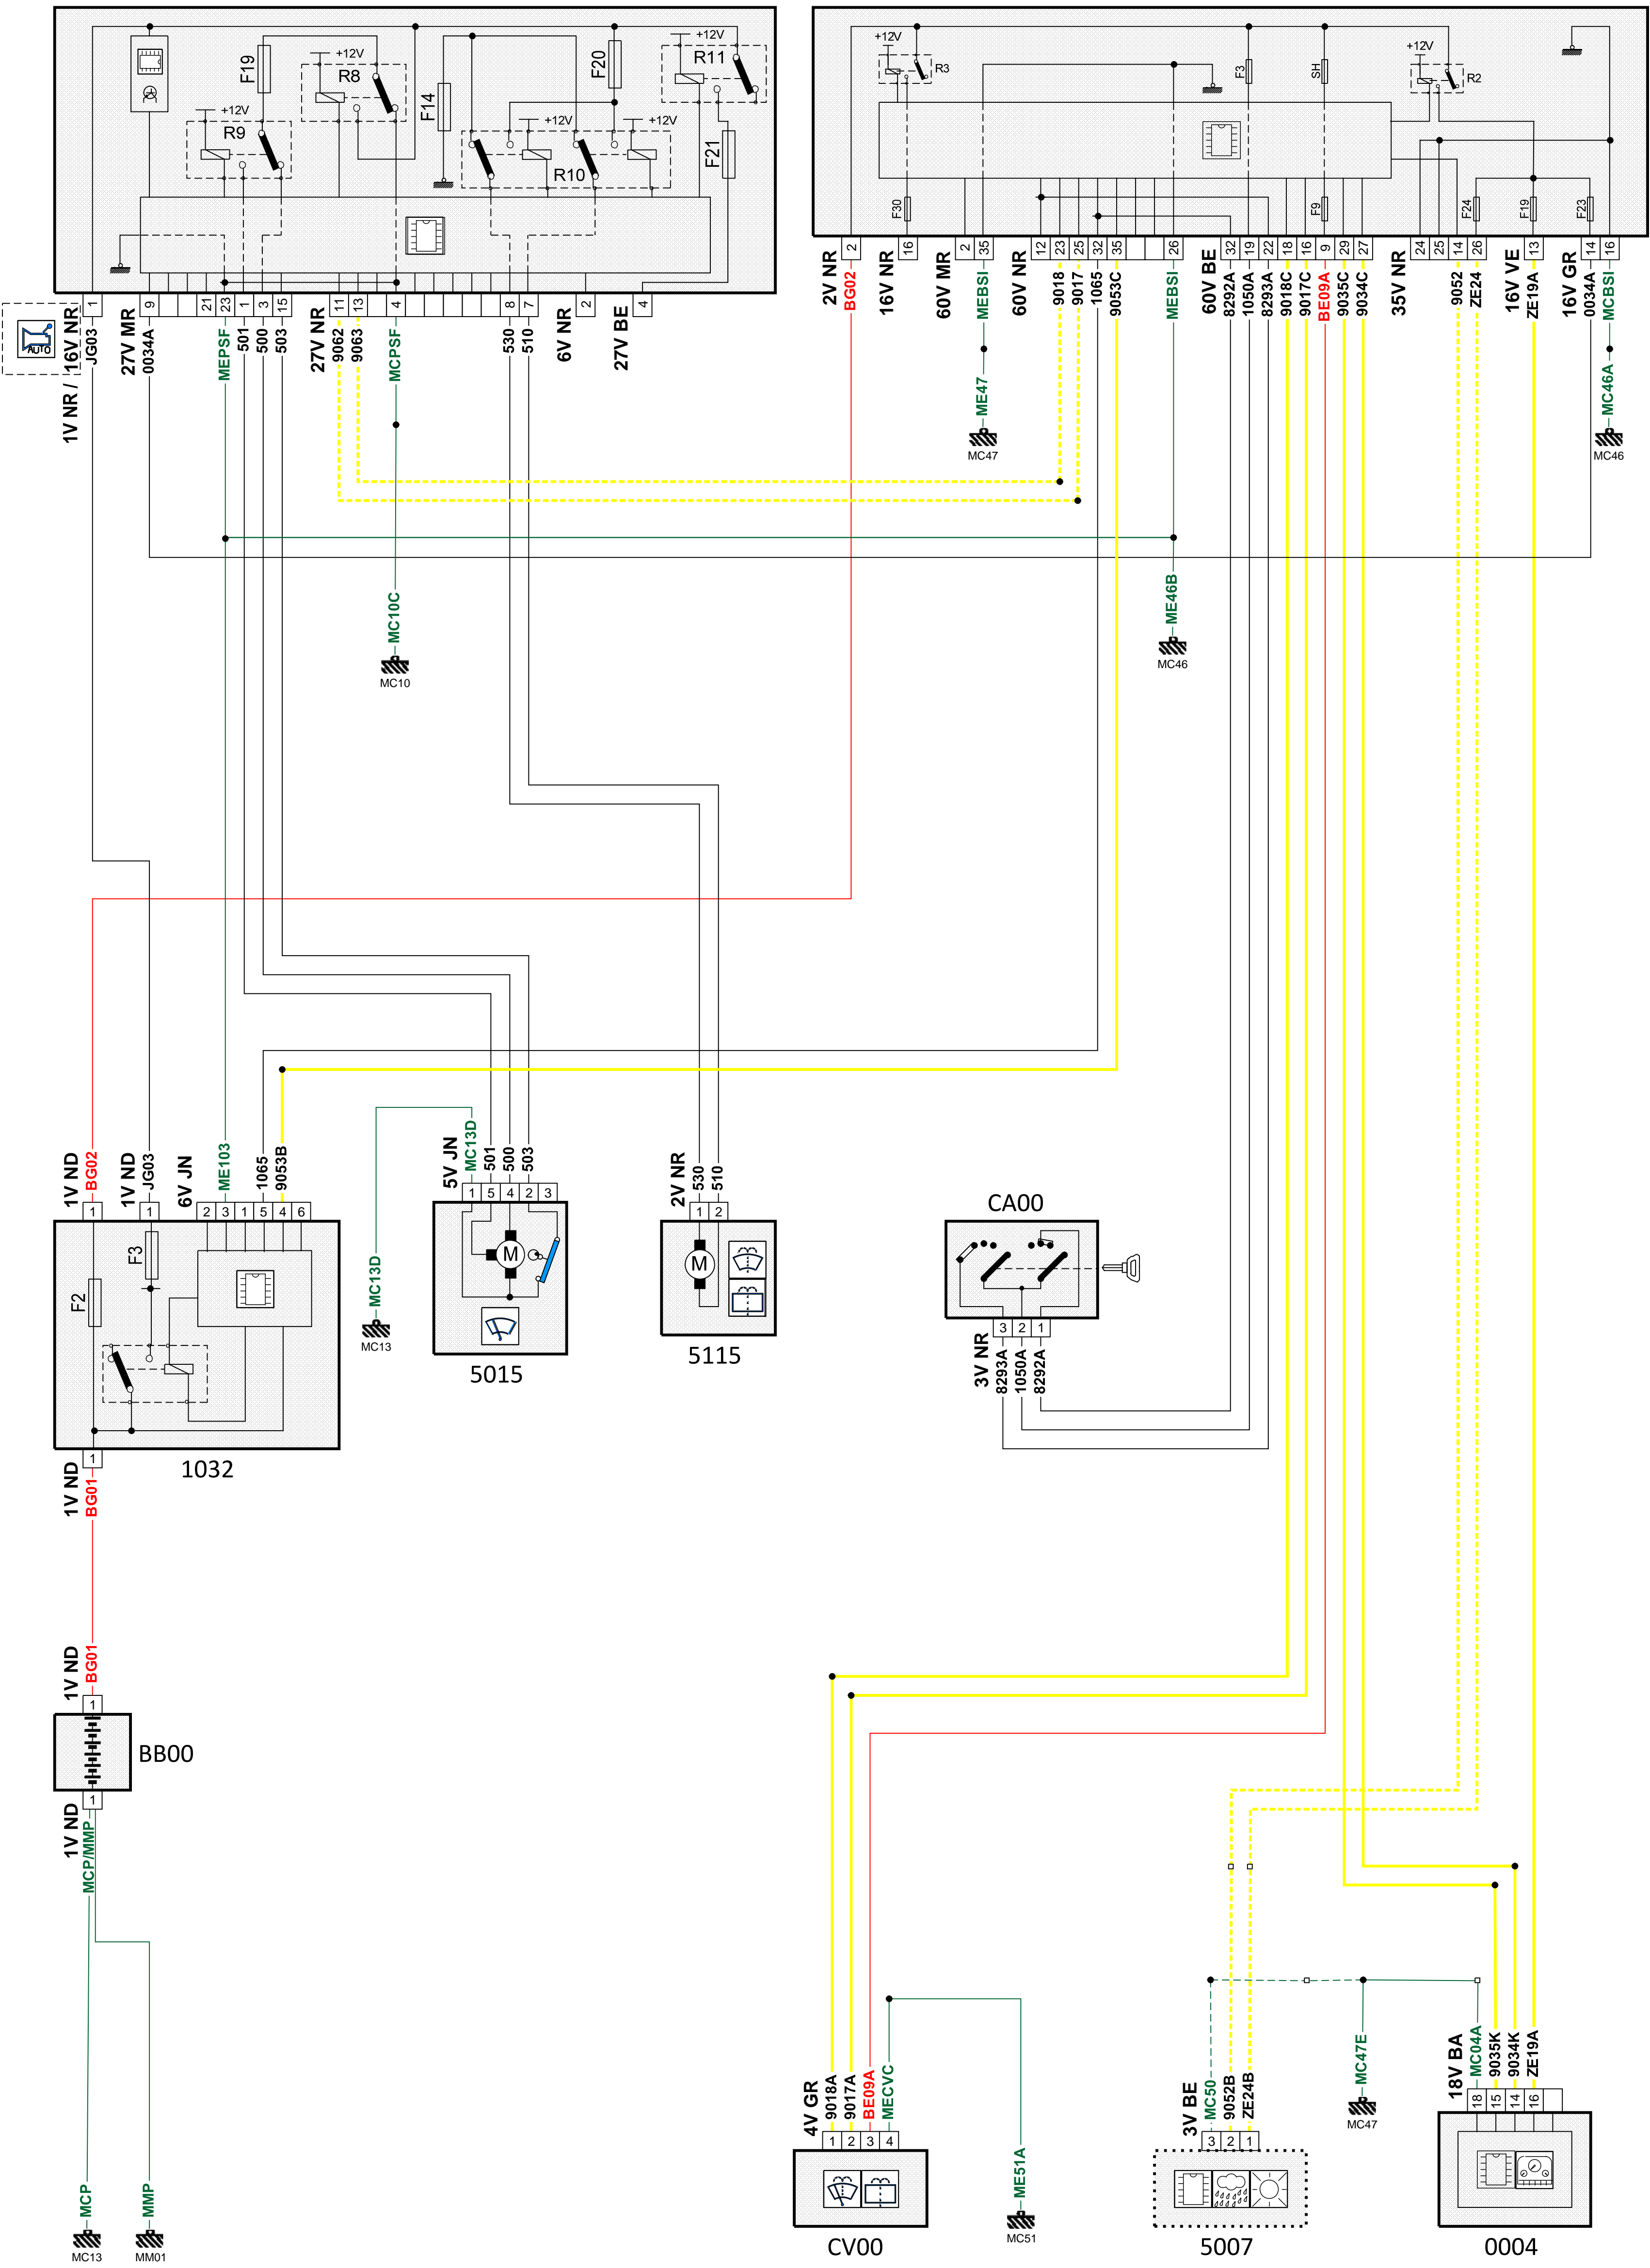 +12V
R9
F19
+12V
R8
F14
+12V
R10
F20
+12V
+12V
R11
F21
+12V
R3
F3
SH
+12V
R2
F30
F9
F24
F19
F23
AUTO
1V NR / 16V NR
1
JG03
27V MR
9
0034A
21
23
MEPSF
1
501
3
500
15
503
27V NR
11
9062
13
9063
4
MCPSF
8
530
7
510
6V NR
2
27V BE
4
2V NR
2
BG02
16V NR
16
60V MR
2
35
MEBSI
60V NR
12
23
9018
25
9017
32
1065
35
9053C
26
MEBSI
60V BE
32
8292A
19
1050A
22
8293A
18
9018C
16
9017C
9
BE09A
29
9035C
27
9034C
35V NR
24
25
14
9052
26
ZE24
16V VE
13
ZE19A
16V GR
14
0034A
16
MCBSI
ME47
MC47
MC46A
MC46
MC10C
MC10
ME46B
MC46
1V ND
BG02
1
1V ND
JG03
1
6V JN
ME103
1065
9053B
2
3
1
5
4
6
F2
F3
1032
1
1V ND
BG01
MC13D
MC13
5V JN
MC13D
501
500
503
1
5
4
2
3
M
5015
2V NR
530
510
1
2
M
5115
CA00
3
2
1
3V NR
8293A
1050A
8292A
1V ND
BG01
1
BB00
1
1V ND
MCP/MMP
MCP
MC13
MMP
MM01
4V GR
9018A
9017A
BE09A
MECVC
1
2
3
4
CV00
ME51A
MC51
3V BE
MC50
9052B
ZE24B
3
2
1
5007
MC47E
MC47
18V BA
MC04A
9035K
9034K
ZE19A
18
15
14
16
0004